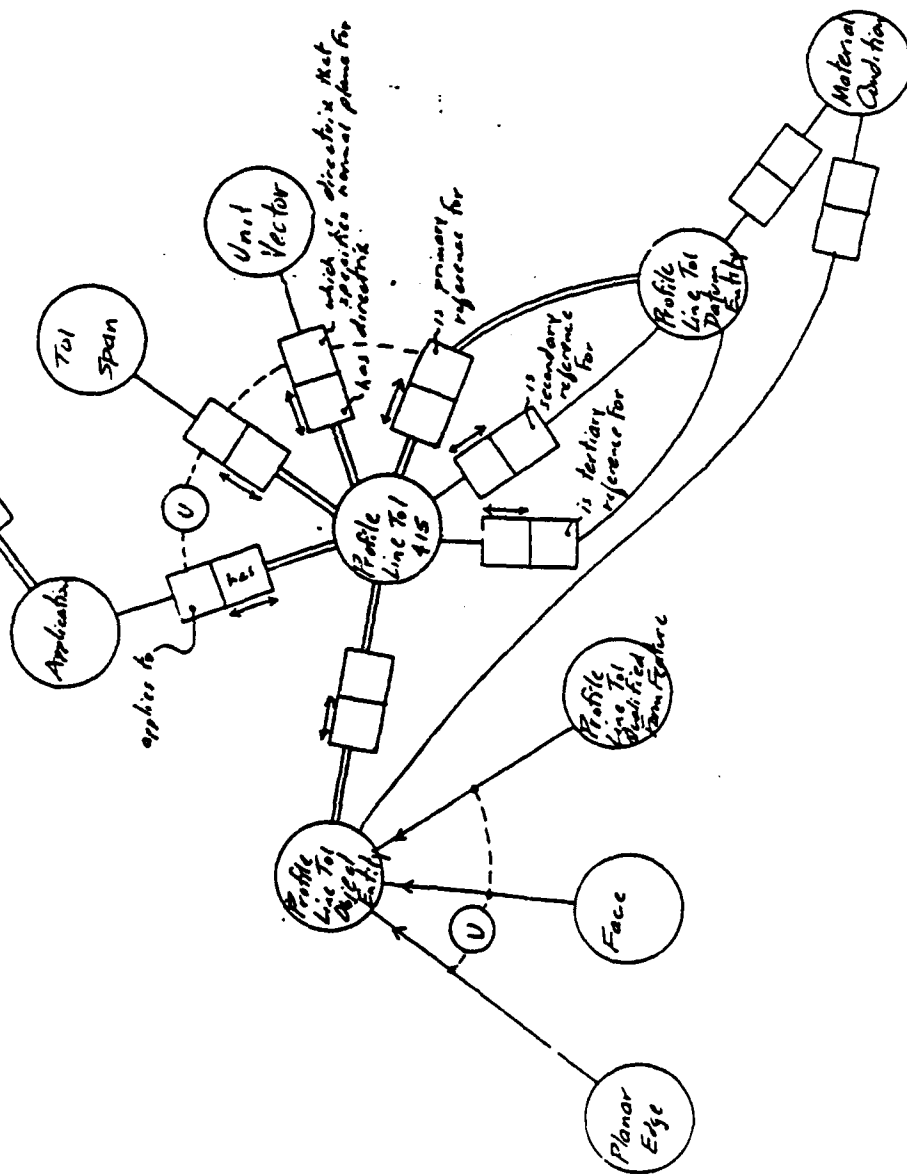 Application
applies to
has
U
Tol
Span
Unit
Vector
which directrix that
specifies normal plane for
has directrix
is primary
reference for
is
secondary
reference
for
is tertiary
reference for
Profile
Line Tol
415
Profile
Line Tol
Datum
Entity
Material
Condition
Profile
Line Tol
Object
Entity
U
Profile
Line Tol
Qualified
Form Feature
Face
Planar
Edge